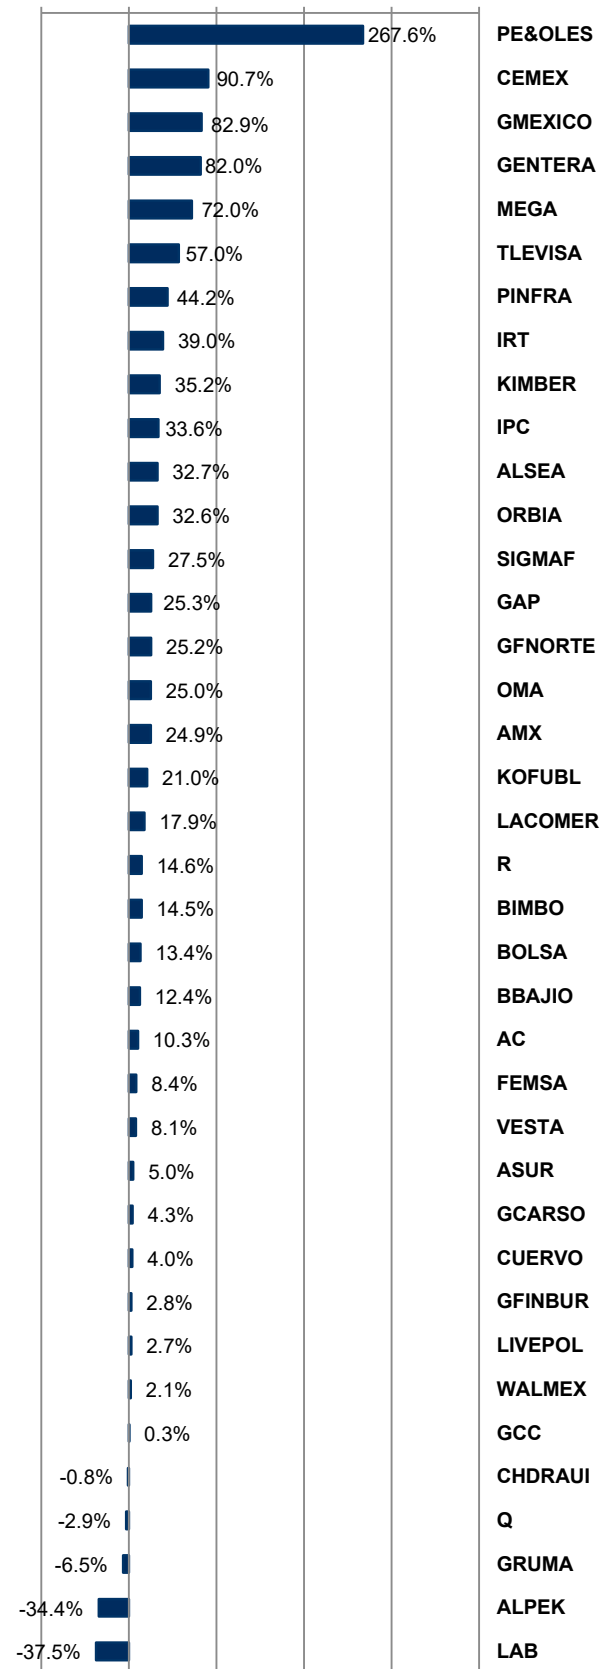 267.6% PE&OLES
90.7% CEMEX
82.9% GMEXICO
82.0% GENTERA
72.0% MEGA
57.0% TLEVISA
44.2% PINFRA
39.0% IRT
35.2% KIMBER
33.6% IPC
32.7% ALSEA
32.6% ORBIA
27.5% SIGMAF
25.3% GAP
25.2% GFNORTE
25.0% OMA
24.9% AMX
21.0% KOFUBL
17.9% LACOMER
14.6% R
14.5% BIMBO
13.4% BOLSA
12.4% BBAJIO
10.3% AC
8.4% FEMSA
8.1% VESTA
5.0% ASUR
4.3% GCARSO
4.0% CUERVO
2.8% GFINBUR
2.7% LIVEPOL
2.1% WALMEX
0.3% GCC
-0.8% CHDRAUI
-2.9% Q
-6.5% GRUMA
-34.4% ALPEK
-37.5% LAB